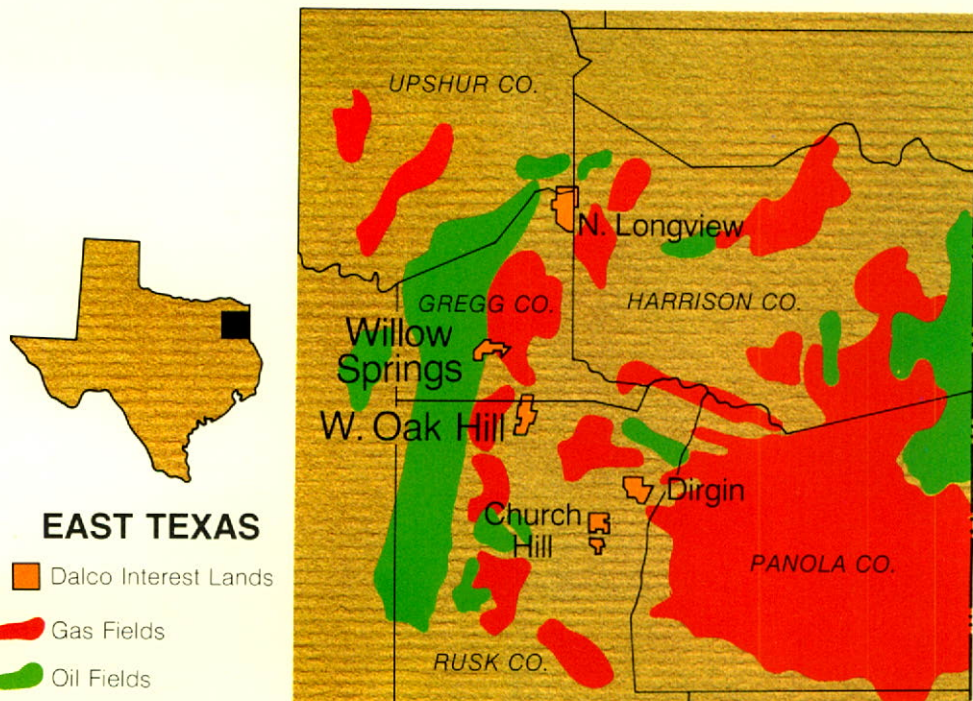 UPSHUR CO.
N. Longview
GREGG CO.
HARRISON CO.
Willow
Springs
W. Oak Hill
Dirgin
Church
Hill
PANOLA CO.
RUSK CO.
EAST TEXAS
Dalco Interest Lands
Gas Fields
Oil Fields